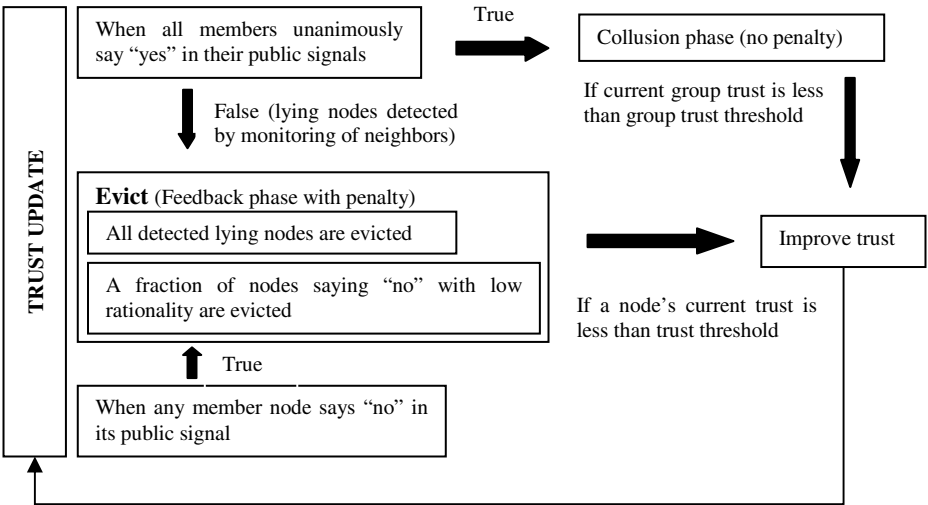 TRUST UPDATE
When all members unanimously
say “yes” in their public signals
True
Collusion phase (no penalty)
False (lying nodes detected
by monitoring of neighbors)
If current group trust is less
than group trust threshold
Evict (Feedback phase with penalty)
All detected lying nodes are evicted
A fraction of nodes saying “no” with low
rationality are evicted
Improve trust
If a node’s current trust is
less than trust threshold
True
When any member node says “no” in
its public signal